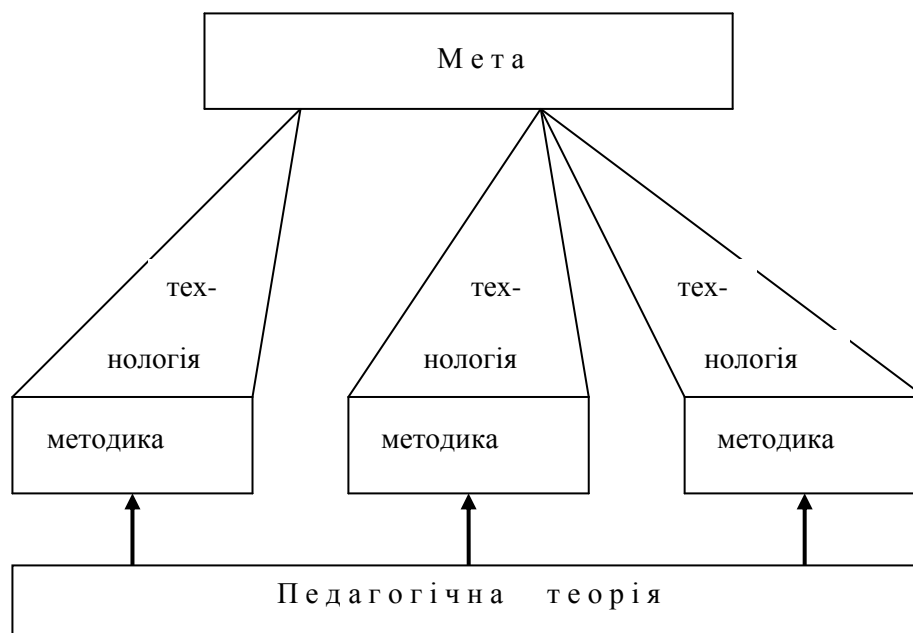 Мета
тех-
нологія
тех-
нологія
тех-
нологія
методика
методика
методика
Педагогічна теорія